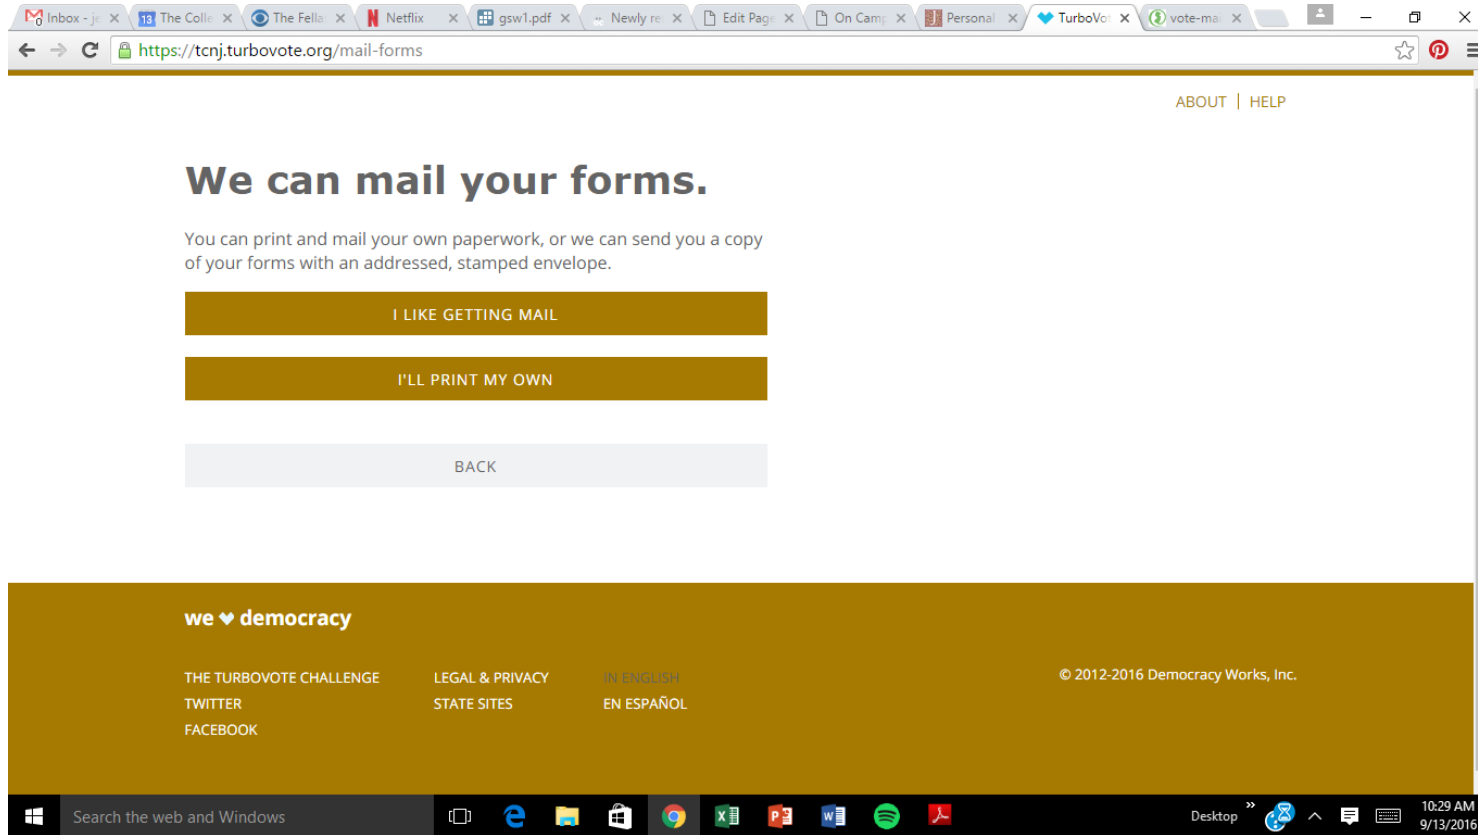 Inbox - je
13 The Colle
The Fella
Netflix
gsw1.pdf
Newly re
Edit Page
On Camp
Personal
TurboVot
vote-mai
https://tcnj.turbovote.org/mail-forms
ABOUT | HELP
We can mail your forms.
You can print and mail your own paperwork, or we can send you a copy
of your forms with an addressed, stamped envelope.
I LIKE GETTING MAIL
I'LL PRINT MY OWN
BACK
we democracy
THE TURBOVOTE CHALLENGE
TWITTER
FACEBOOK
LEGAL & PRIVACY
STATE SITES
IN ENGLISH
EN ESPAÑOL
© 2012-2016 Democracy Works, Inc.
Search the web and Windows
Desktop
10:29 AM
9/13/2016